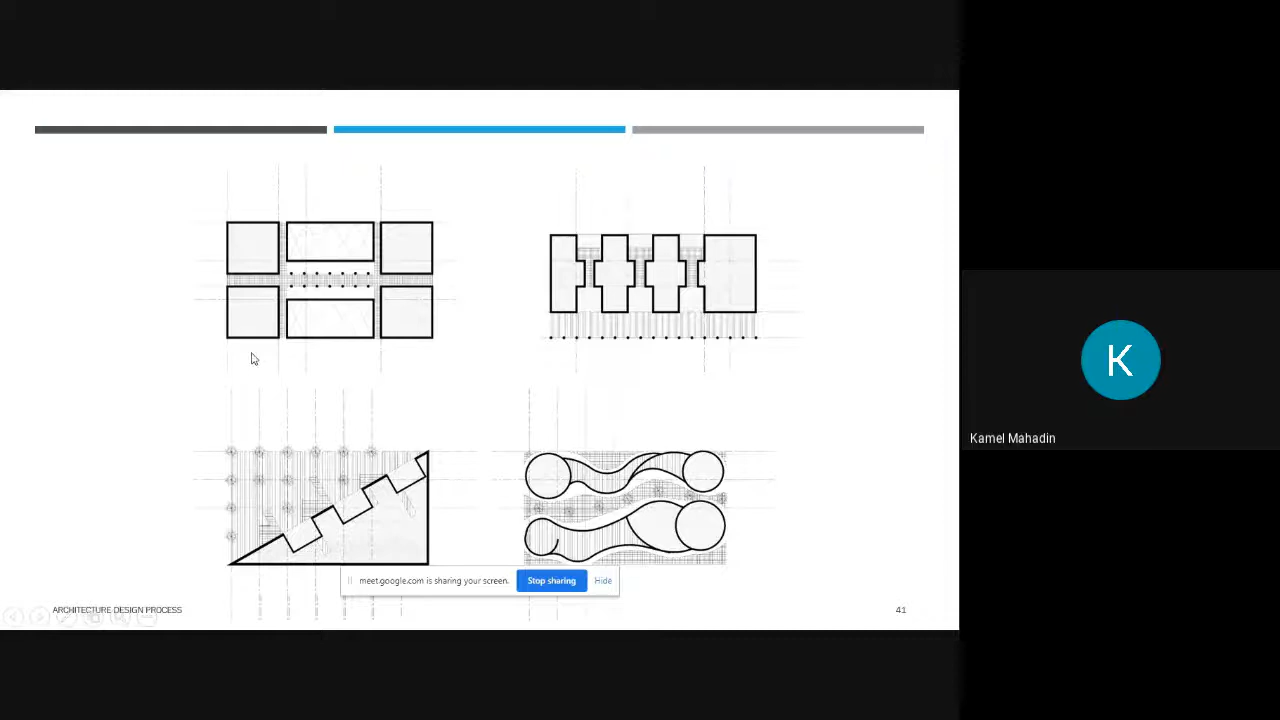 K
Kamel Mahadin
meet.google.com is sharing your screen.
Stop sharing
Hide
ARCHITECTURE DESIGN PROCESS
41